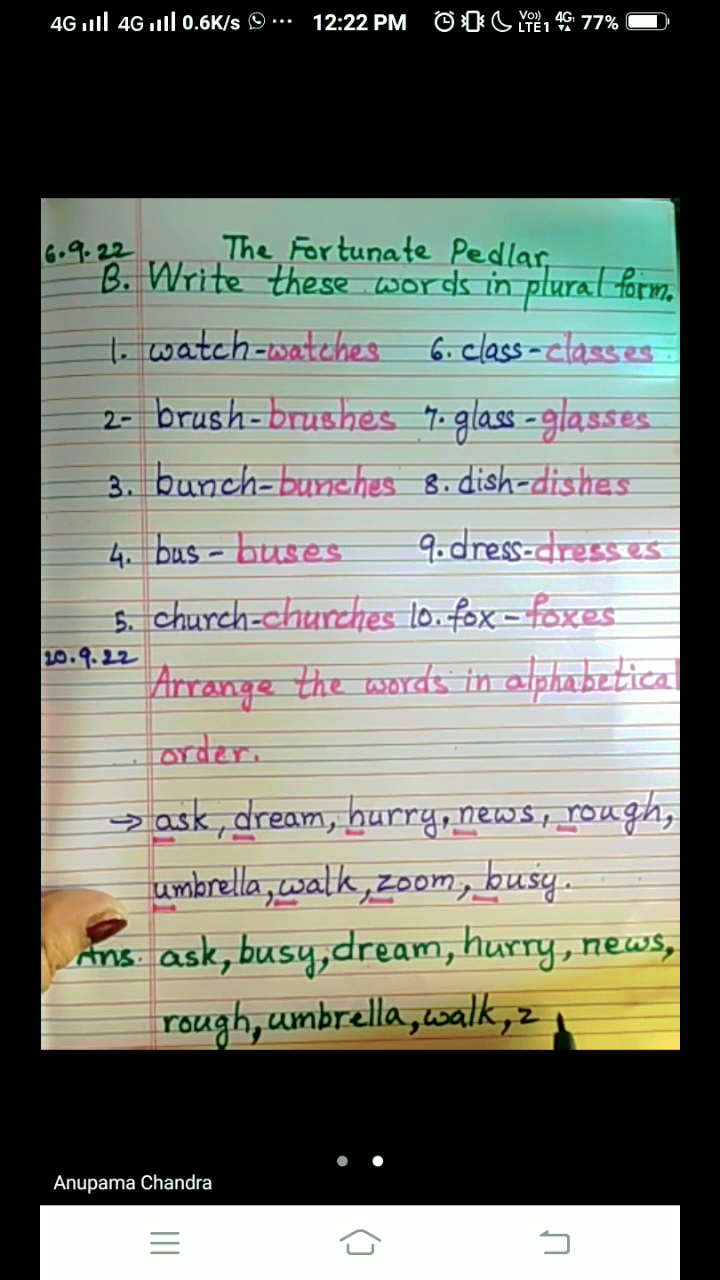 4G 4G 0.6K/s ... 12:22 PM Vo) LTE1 4G 77%
6.9.22 The Fortunate Pedlar
B. Write these words in plural form.
1. watch-watches 6. class-classes
2- brush-brushes 7. glass-glasses
3. bunch-bunches 8. dish-dishes
4. bus-buses 9. dress-dresses
5. church-churches 10. fox-foxes
10.9.22
Arrange the words in alphabetical
order.
→ ask, dream, hurry, news, rough,
umbrella, walk, zoom, busy.
Ans. ask, busy, dream, hurry, news,
rough, umbrella, walk, z
Anupama Chandra